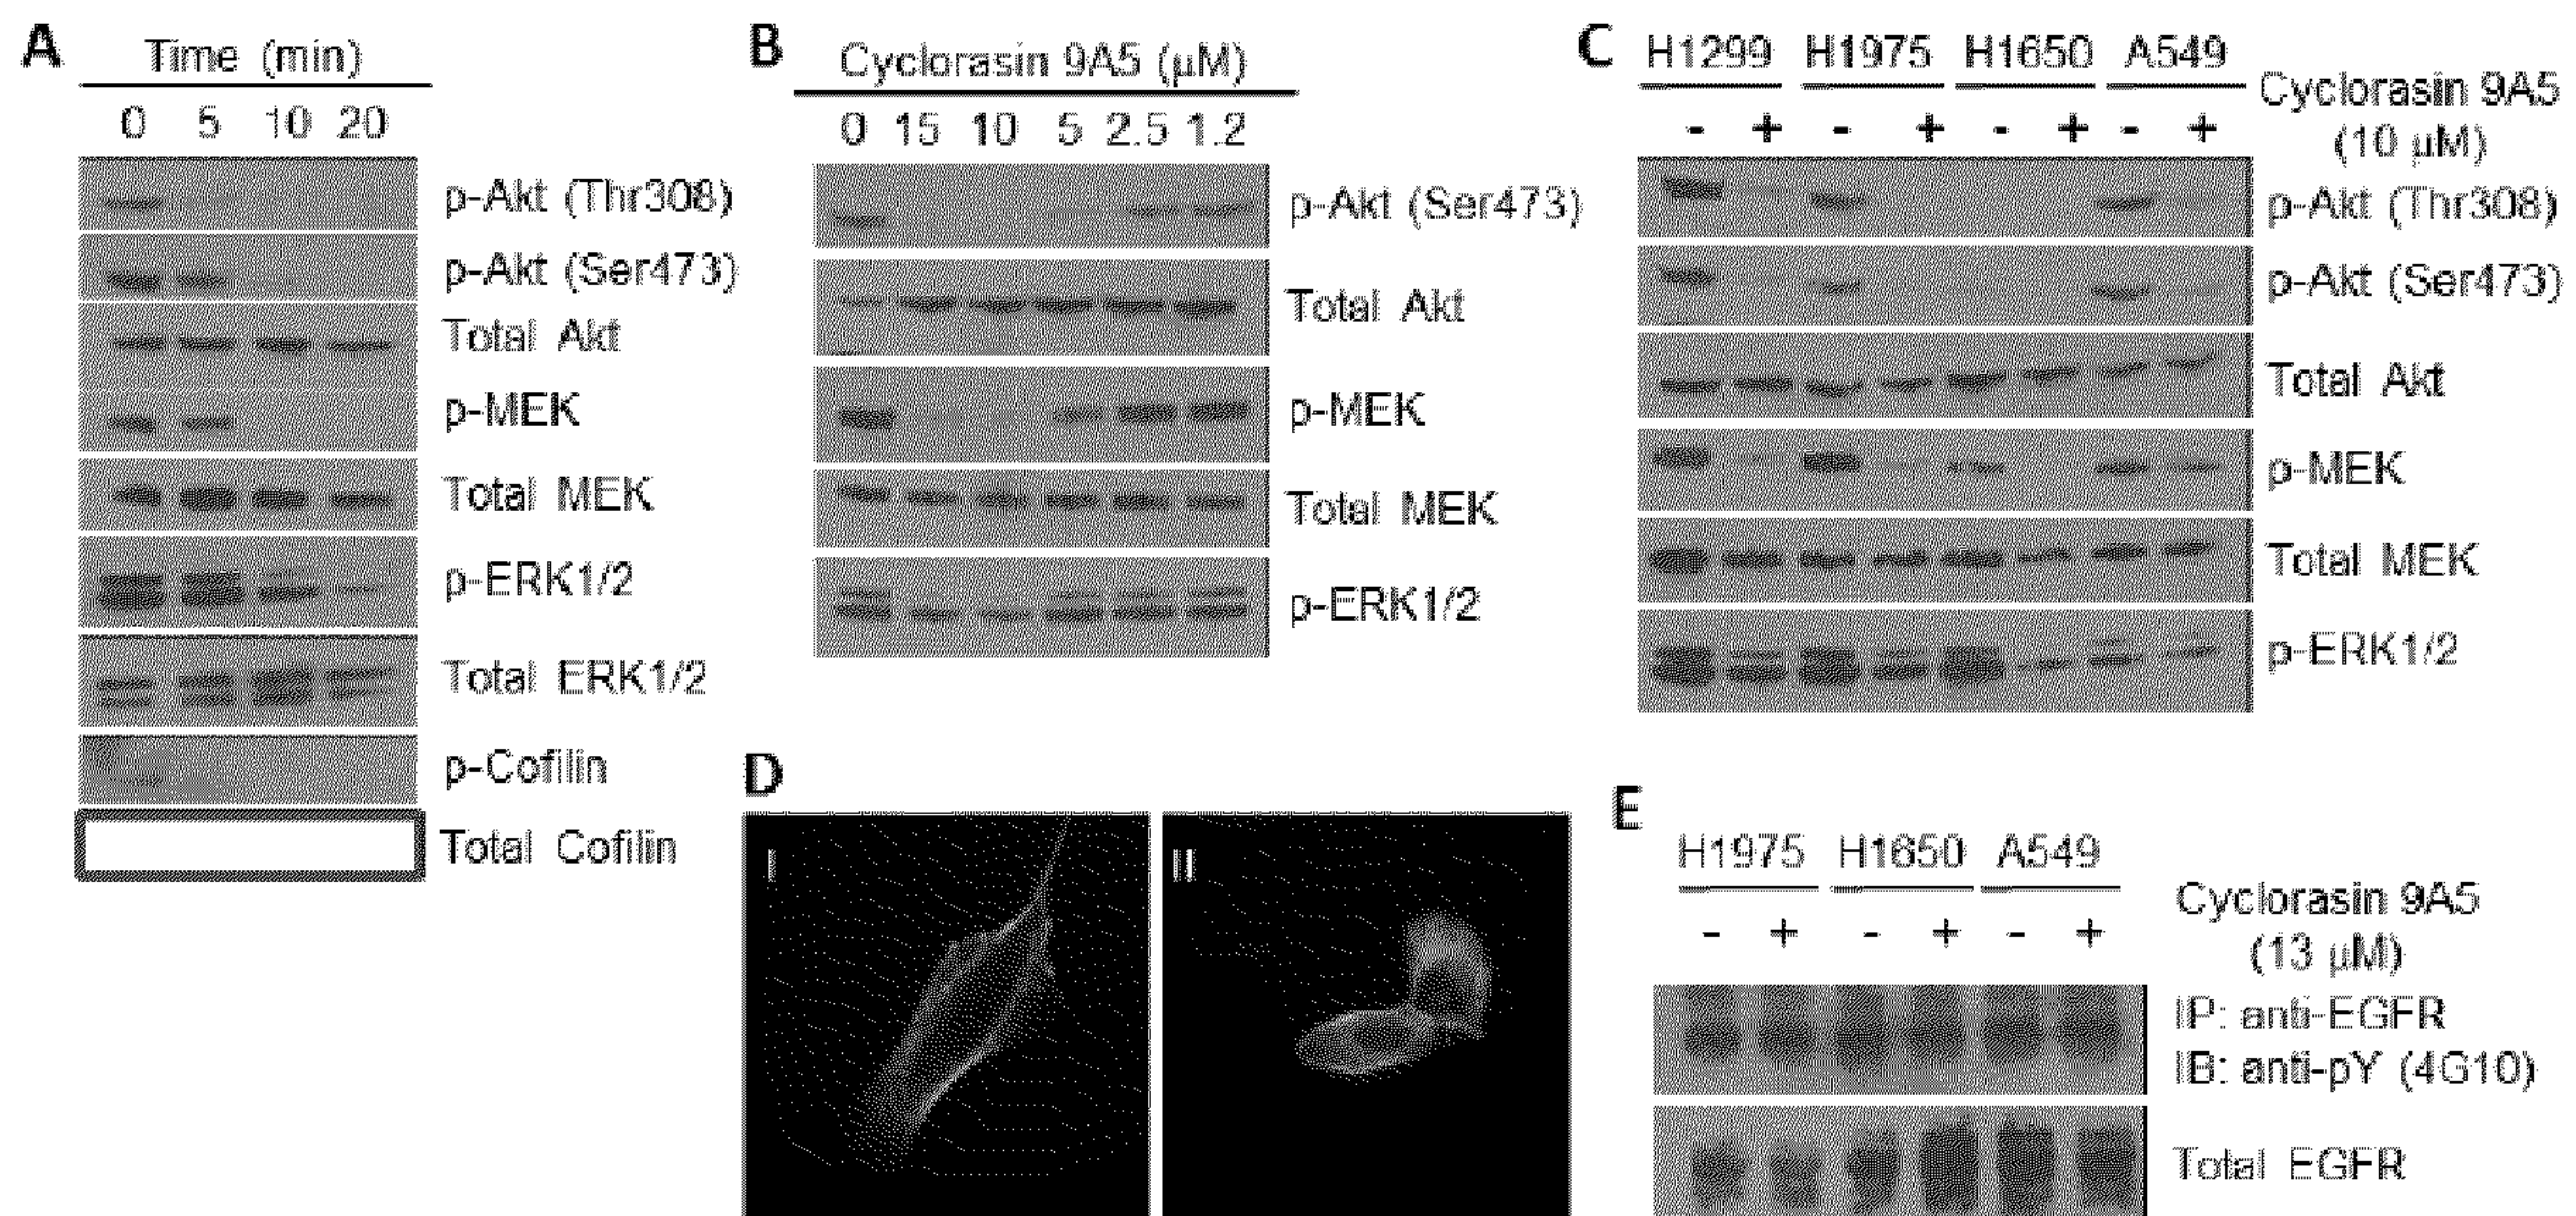 A
Time (min)
0 5 10 20
p-Akt (Thr308)
p-Akt (Ser473)
Total Akt
p-MEK
Total MEK
p-ERK1/2
Total ERK1/2
p-Cofilin
Total Cofilin
B
Cyclorasin 9A5 (μM)
0 15 10 5 2.5 1.2
p-Akt (Ser473)
Total Akt
p-MEK
Total MEK
p-ERK1/2
C
H1299 H1975 H1650 A549
Cyclorasin 9A5
(10 μM)
- + - + - + - +
p-Akt (Thr308)
p-Akt (Ser473)
Total Akt
p-MEK
Total MEK
p-ERK1/2
D
I
II
E
H1975 H1650 A549
Cyclorasin 9A5
(13 μM)
- + - + - +
IP: anti-EGFR
IB: anti-pY (4G10)
Total EGFR